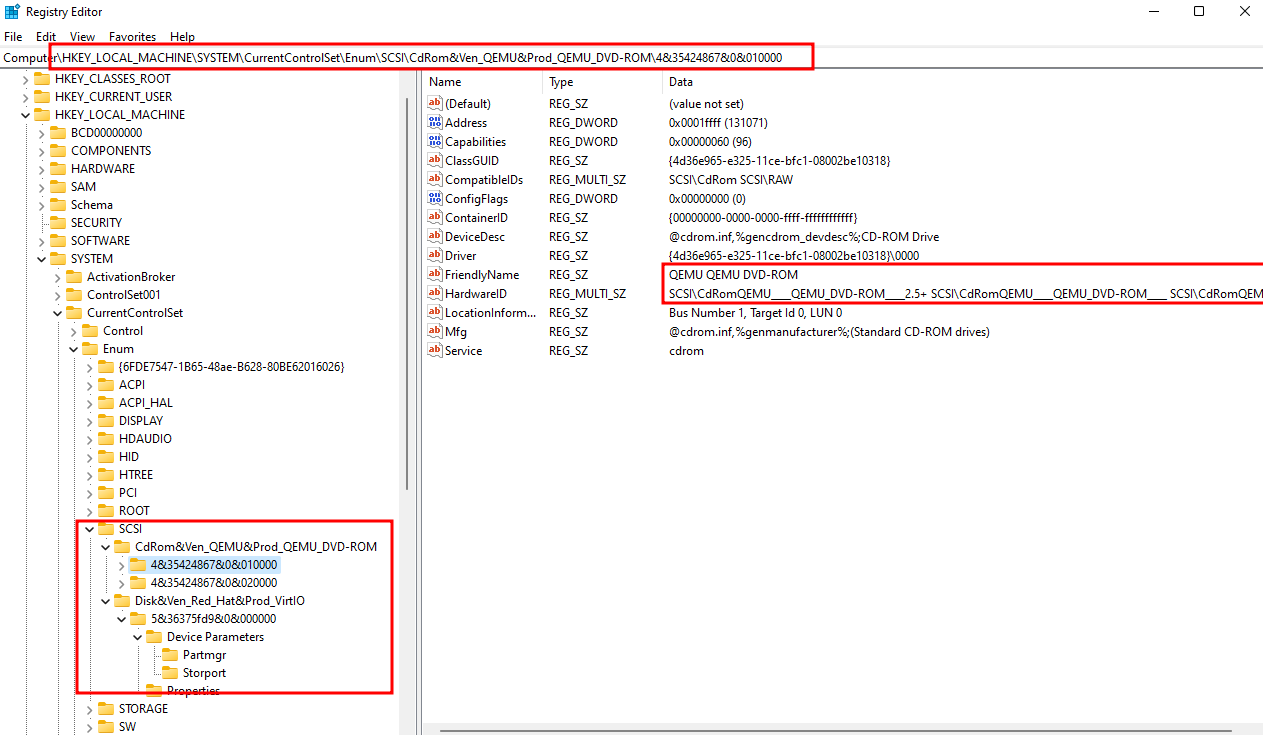 Registry Editor
File Edit View Favorites Help
Computer\HKEY_LOCAL_MACHINE\SYSTEM\CurrentControlSet\Enum\SCSI\CdRom&Ven_QEMU&Prod_QEMU_DVD-ROM\4&35424867&0&010000
HKEY_CLASSES_ROOT
HKEY_CURRENT_USER
HKEY_LOCAL_MACHINE
BCD00000000
COMPONENTS
HARDWARE
SAM
Schema
SECURITY
SOFTWARE
SYSTEM
ActivationBroker
ControlSet001
CurrentControlSet
Control
Enum
{6FDE7547-1B65-48ae-B628-80BE62016026}
ACPI
ACPI_HAL
DISPLAY
HDAUDIO
HID
HTREE
PCI
ROOT
SCSI
CdRom&Ven_QEMU&Prod_QEMU_DVD-ROM
4&35424867&0&010000
4&35424867&0&020000
Disk&Ven_Red_Hat&Prod_VirtIO
5&36375fd9&0&000000
Device Parameters
Partmgr
Storport
Properties
STORAGE
SW
Name Type Data
(Default) REG_SZ (value not set)
Address REG_DWORD 0x0001ffff (131071)
Capabilities REG_DWORD 0x00000060 (96)
ClassGUID REG_SZ {4d36e965-e325-11ce-bfc1-08002be10318}
CompatibleIDs REG_MULTI_SZ SCSI\CdRom SCSI\RAW
ConfigFlags REG_DWORD 0x00000000 (0)
ContainerID REG_SZ {00000000-0000-0000-ffff-ffffffffffff}
DeviceDesc REG_SZ @cdrom.inf,%gencdrom_devdesc%;CD-ROM Drive
Driver REG_SZ {4d36e965-e325-11ce-bfc1-08002be10318}\0000
FriendlyName REG_SZ QEMU QEMU DVD-ROM
HardwareID REG_MULTI_SZ SCSI\CdRomQEMU____QEMU_DVD-ROM____2.5+ SCSI\CdRomQEMU____QEMU_DVD-ROM____ SCSI\CdRomQEM
LocationInform... REG_SZ Bus Number 1, Target Id 0, LUN 0
Mfg REG_SZ @cdrom.inf,%genmanufacturer%;(Standard CD-ROM drives)
Service REG_SZ cdrom